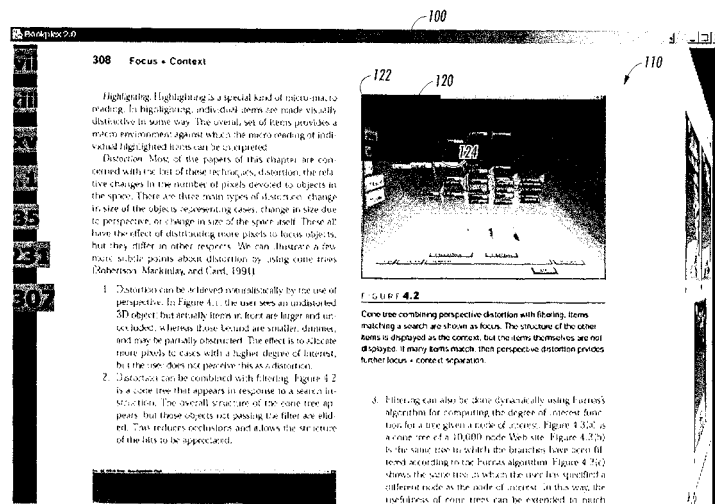 100
Bookplex 2.0
110
308 Focus + Context
122
120
124
Highlighting. Highlighting is a special kind of micro-macro
reading. In highlighting, individual items are made visually
distinctive in some way. The overall set of items provides a
macro environment against which the micro reading of indi-
vidual highlighted items can be interpreted.
Distortion. Most of the papers of this chapter are con-
cerned with the last of these techniques, distortion, the rela-
tive changes in the number of pixels devoted to objects in
the space. There are three main types of distortion: change
in size of the objects representing cases, change in size due
to perspective, or change in size of the space itself. These all
have the effect of distributing more pixels to focus objects,
but they differ in other respects. We can illustrate a few
more subtle points about distortion by using cone trees
[Robertson, Mackinlay, and Card, 1991].
1. Distortion can be achieved naturalistically by the use of
perspective. In Figure 4.1, the user sees an undistorted
3D object, but actually items in front are larger and un-
occluded, whereas those behind are smaller, dimmer,
and may be partially obstructed. The effect is to allocate
more pixels to cases with a higher degree of interest,
but the user does not perceive this as a distortion.
2. Distortion can be combined with filtering. Figure 4.2
is a cone tree that appears in response to a search in-
struction. The overall structure of the cone tree ap-
pears, but those objects not passing the filter are elid-
ed. This reduces occlusions and allows the structure
of the hits to be appreciated.
35
231
307
FIGURE 4.2
Cone tree combining perspective distortion with filtering. Items
matching a search are shown as focus. The structure of the other
items is displayed as the context, but the items themselves are not
displayed. If many items match, then perspective distortion prvides
further focus + context separation.
3. Filtering can also be done dynamically using Furnas's
algorithm for computing the degree of interest func-
tion for a tree given a node of interest. Figure 4.3(a) is
a cone tree of a 10,000 node Web site. Figure 4.3(b)
is the same tree in which the branches have been fil-
tered according to the Furnas algorithm. Figure 4.3(c)
shows the same tree in which the user has specified a
different node as the node of interest. In this way, the
usefulness of cone trees can be extended to much